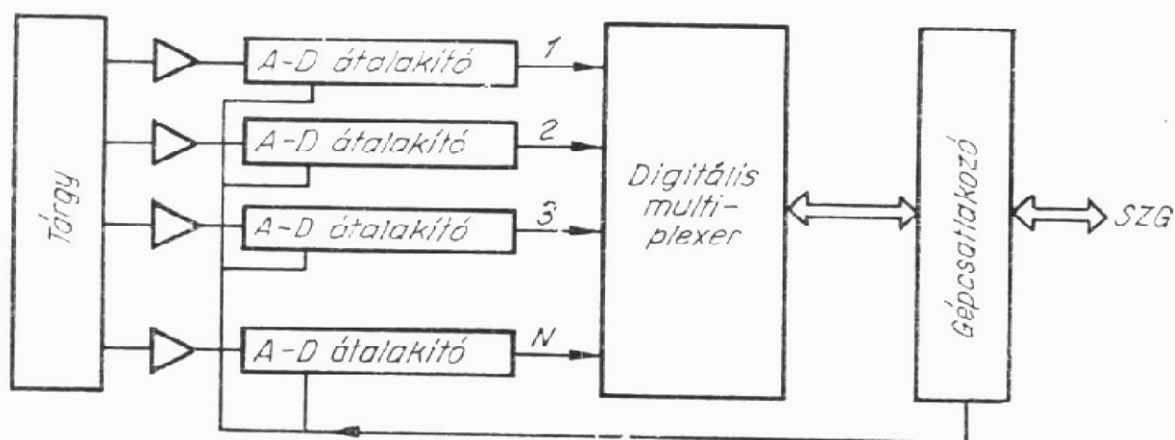 Tárgy
A-D átalakító
1
A-D átalakító
2
A-D átalakító
3
A-D átalakító
N
Digitális
multi-
plexer
Gépcsatlakozó
SZG